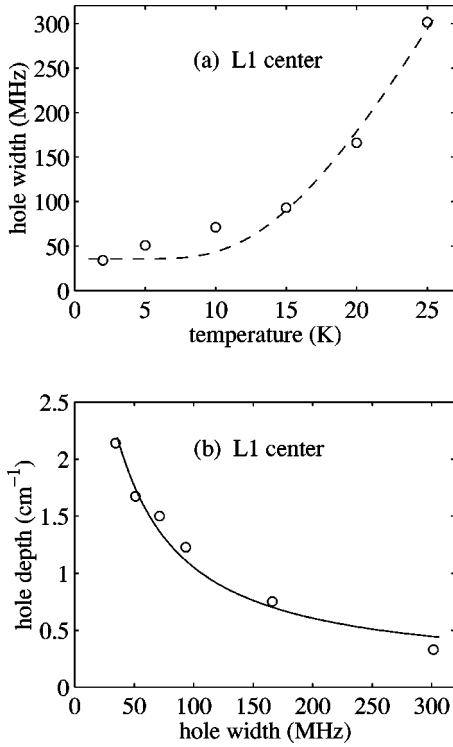 300
(a) L1 center
250
200
150
100
50
0
hole width (MHz)
0 5 10 15 20 25
temperature (K)
2.5
(b) L1 center
2
1.5
1
0.5
0
hole depth (cm⁻¹)
0 50 100 150 200 250 300
hole width (MHz)